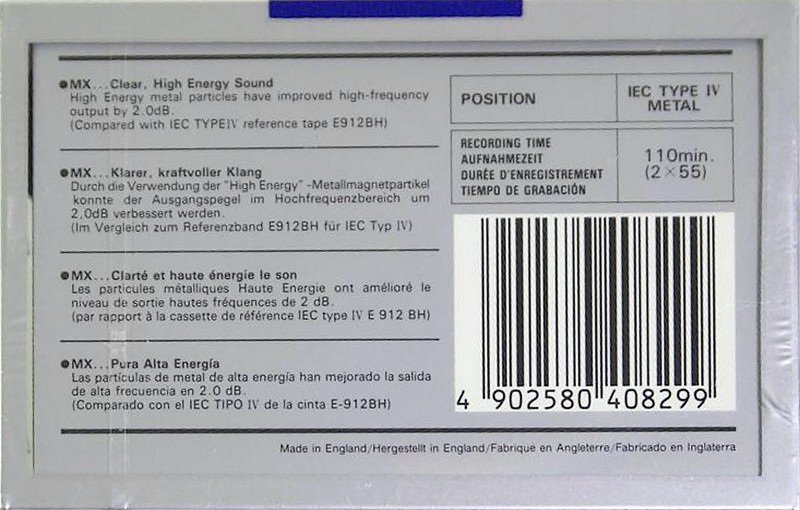 ●MX...Clear, High Energy Sound
High Energy metal particles have improved high-frequency
output by 2.0dB.
(Compared with IEC TYPE IV reference tape E912BH)
●MX...Klarer, kraftvoller Klang
Durch die Verwendung der "High Energy" -Metallmagnetpartikel
konnte der Ausgangspegel im Hochfrequenzbereich um
2,0dB verbessert werden.
(Im Vergleich zum Referenzband E912BH für IEC Typ IV)
●MX...Clarté et haute énergie le son
Les particules métalliques Haute Energie ont amélioré le
niveau de sortie hautes fréquences de 2 dB.
(par rapport à la cassette de référence IEC type IV E 912 BH)
●MX...Pura Alta Energía
Las partículas de metal de alta energía han mejorado la salida
de alta frecuencia en 2.0 dB.
(Comparado con el IEC TIPO IV de la cinta E-912BH)
POSITION
IEC TYPE IV
METAL
RECORDING TIME
AUFNAHMEZEIT
DURÉE D'ENREGISTREMENT
TIEMPO DE GRABACIÓN
110min.
(2×55)
4 902580 408299
Made in England/Hergestellt in England/Fabrique en Angleterre/Fabricado en Inglaterra